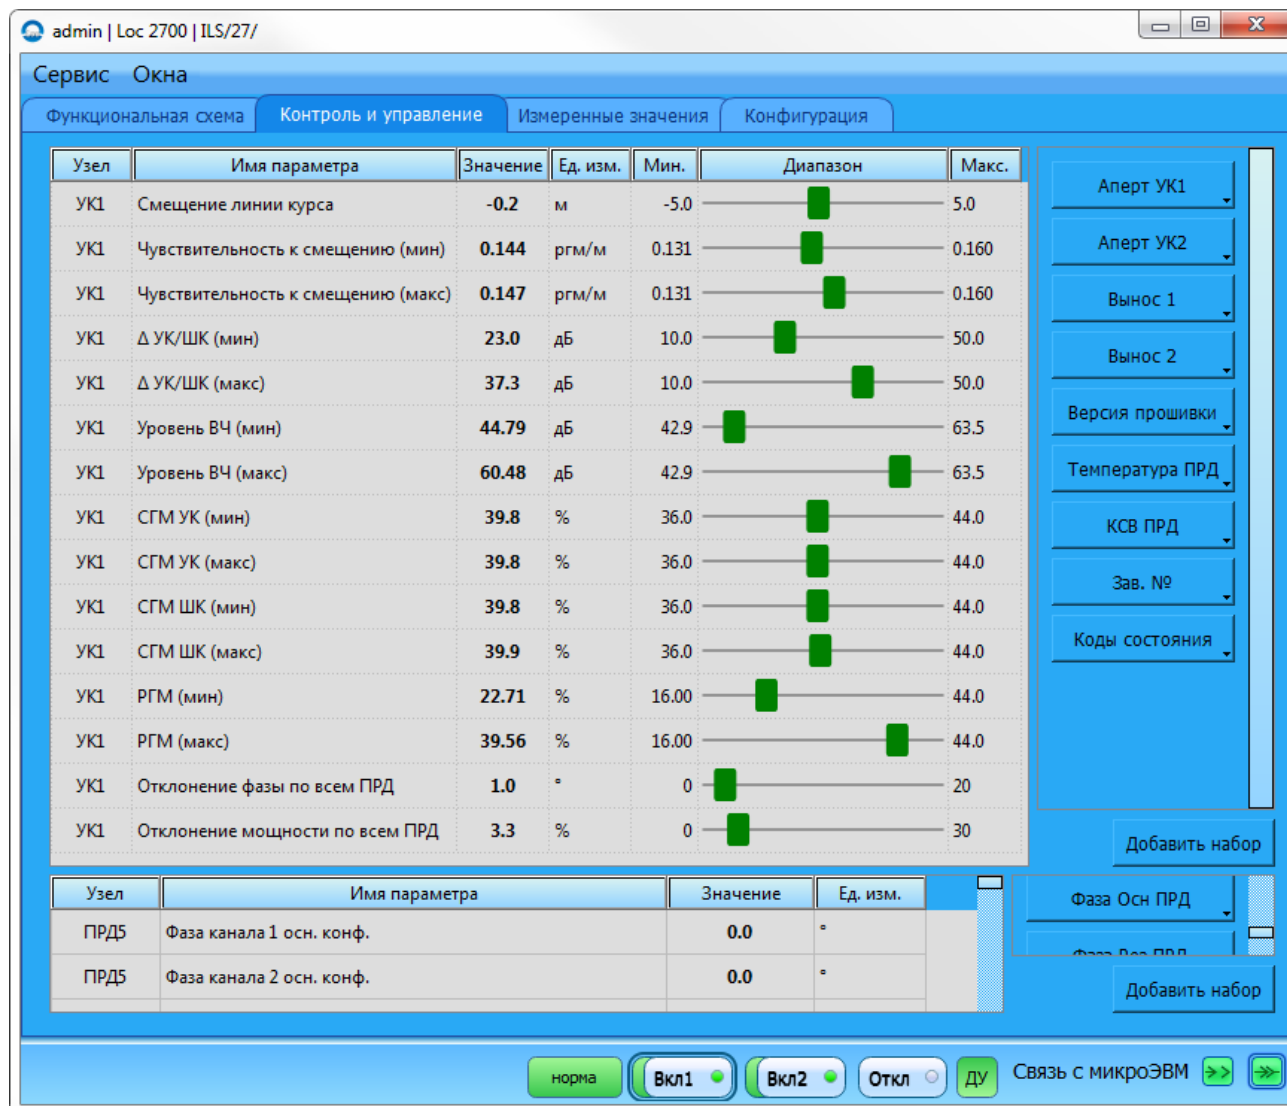 admin | Loc 2700 | ILS/27/
Сервис Окна
Функциональная схема Контроль и управление Измеренные значения Конфигурация
Узел Имя параметра Значение Ед. изм. Мин. Диапазон Макс.
УК1 Смещение линии курса -0.2 м -5.0 5.0
УК1 Чувствительность к смещению (мин) 0.144 ргм/м 0.131 0.160
УК1 Чувствительность к смещению (макс) 0.147 ргм/м 0.131 0.160
УК1 Δ УК/ШК (мин) 23.0 дБ 10.0 50.0
УК1 Δ УК/ШК (макс) 37.3 дБ 10.0 50.0
УК1 Уровень ВЧ (мин) 44.79 дБ 42.9 63.5
УК1 Уровень ВЧ (макс) 60.48 дБ 42.9 63.5
УК1 СГМ УК (мин) 39.8 % 36.0 44.0
УК1 СГМ УК (макс) 39.8 % 36.0 44.0
УК1 СГМ ШК (мин) 39.8 % 36.0 44.0
УК1 СГМ ШК (макс) 39.9 % 36.0 44.0
УК1 РГМ (мин) 22.71 % 16.00 44.0
УК1 РГМ (макс) 39.56 % 16.00 44.0
УК1 Отклонение фазы по всем ПРД 1.0 ° 0 20
УК1 Отклонение мощности по всем ПРД 3.3 % 0 30
Аперт УК1
Аперт УК2
Вынос 1
Вынос 2
Версия прошивки
Температура ПРД
КСВ ПРД
Зав. №
Коды состояния
Добавить набор
Узел Имя параметра Значение Ед. изм.
ПРД5 Фаза канала 1 осн. конф. 0.0 °
ПРД5 Фаза канала 2 осн. конф. 0.0 °
Фаза Осн ПРД
Фаза Рез ПРД
Добавить набор
норма Вкл1 Вкл2 Откл ДУ Связь с микроЭВМ >>